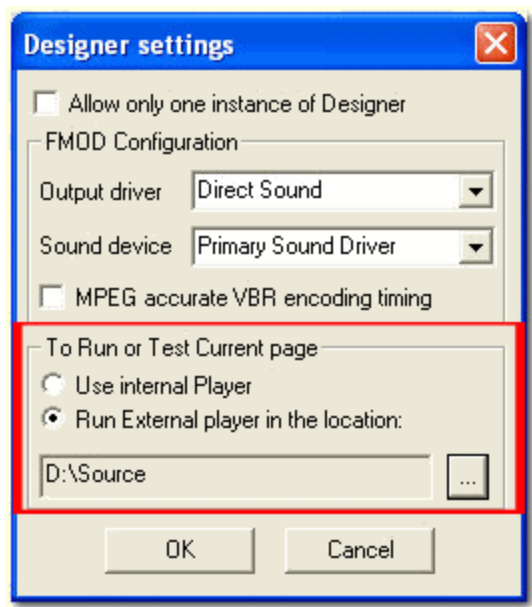 Designer settings
Allow only one instance of Designer
FMOD Configuration
Output driver Direct Sound
Sound device Primary Sound Driver
MPEG accurate VBR encoding timing
To Run or Test Current page
Use internal Player
Run External player in the location:
D:\Source ...
OK Cancel